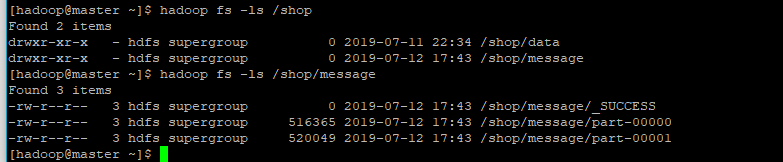 [hadoop@master ~]$ hadoop fs -ls /shop
Found 2 items
drwxr-xr-x   - hdfs supergroup          0 2019-07-11 22:34 /shop/data
drwxr-xr-x   - hdfs supergroup          0 2019-07-12 17:43 /shop/message
[hadoop@master ~]$ hadoop fs -ls /shop/message
Found 3 items
-rw-r--r--   3 hdfs supergroup          0 2019-07-12 17:43 /shop/message/_SUCCESS
-rw-r--r--   3 hdfs supergroup     516365 2019-07-12 17:43 /shop/message/part-00000
-rw-r--r--   3 hdfs supergroup     520049 2019-07-12 17:43 /shop/message/part-00001
[hadoop@master ~]$